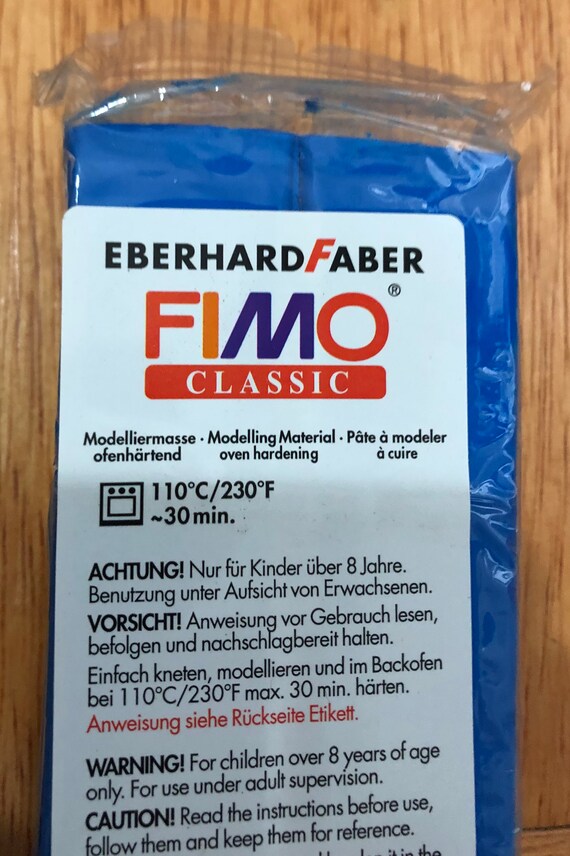 EBERHARDFABER
FIMO®
CLASSIC
Modelliermasse · Modelling Material · Pâte à modeler
ofenhärtend oven hardening à cuire
110°C/230°F
~30 min.
ACHTUNG! Nur für Kinder über 8 Jahre.
Benutzung unter Aufsicht von Erwachsenen.
VORSICHT! Anweisung vor Gebrauch lesen,
befolgen und nachschlagbereit halten.
Einfach kneten, modellieren und im Backofen
bei 110°C/230°F max. 30 min. härten.
Anweisung siehe Rückseite Etikett.
WARNING! For children over 8 years of age
only. For use under adult supervision.
CAUTION! Read the instructions before use,
follow them and keep them for reference.
it in the